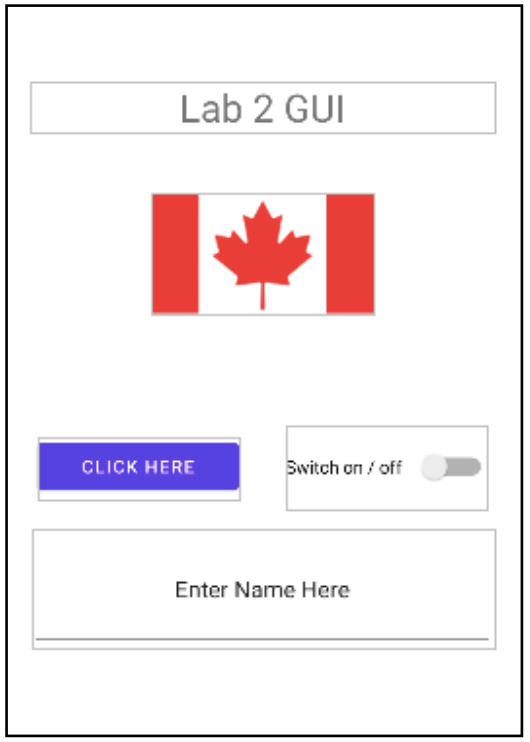 Lab 2 GUI
CLICK HERE
Switch on / off
Enter Name Here